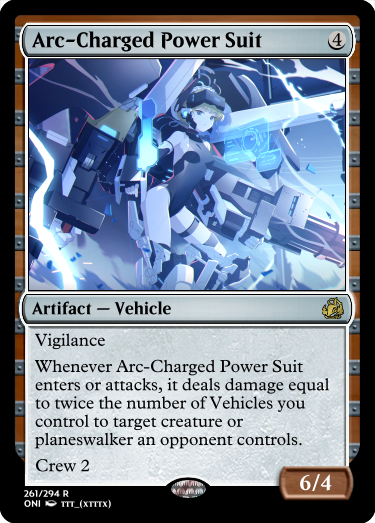 Arc-Charged Power Suit 4
Artifact — Vehicle
Vigilance
Whenever Arc-Charged Power Suit
enters or attacks, it deals damage equal
to twice the number of Vehicles you
control to target creature or
planeswalker an opponent controls.
Crew 2
6/4
261/294 R
ONI TTT_(XTTTX)